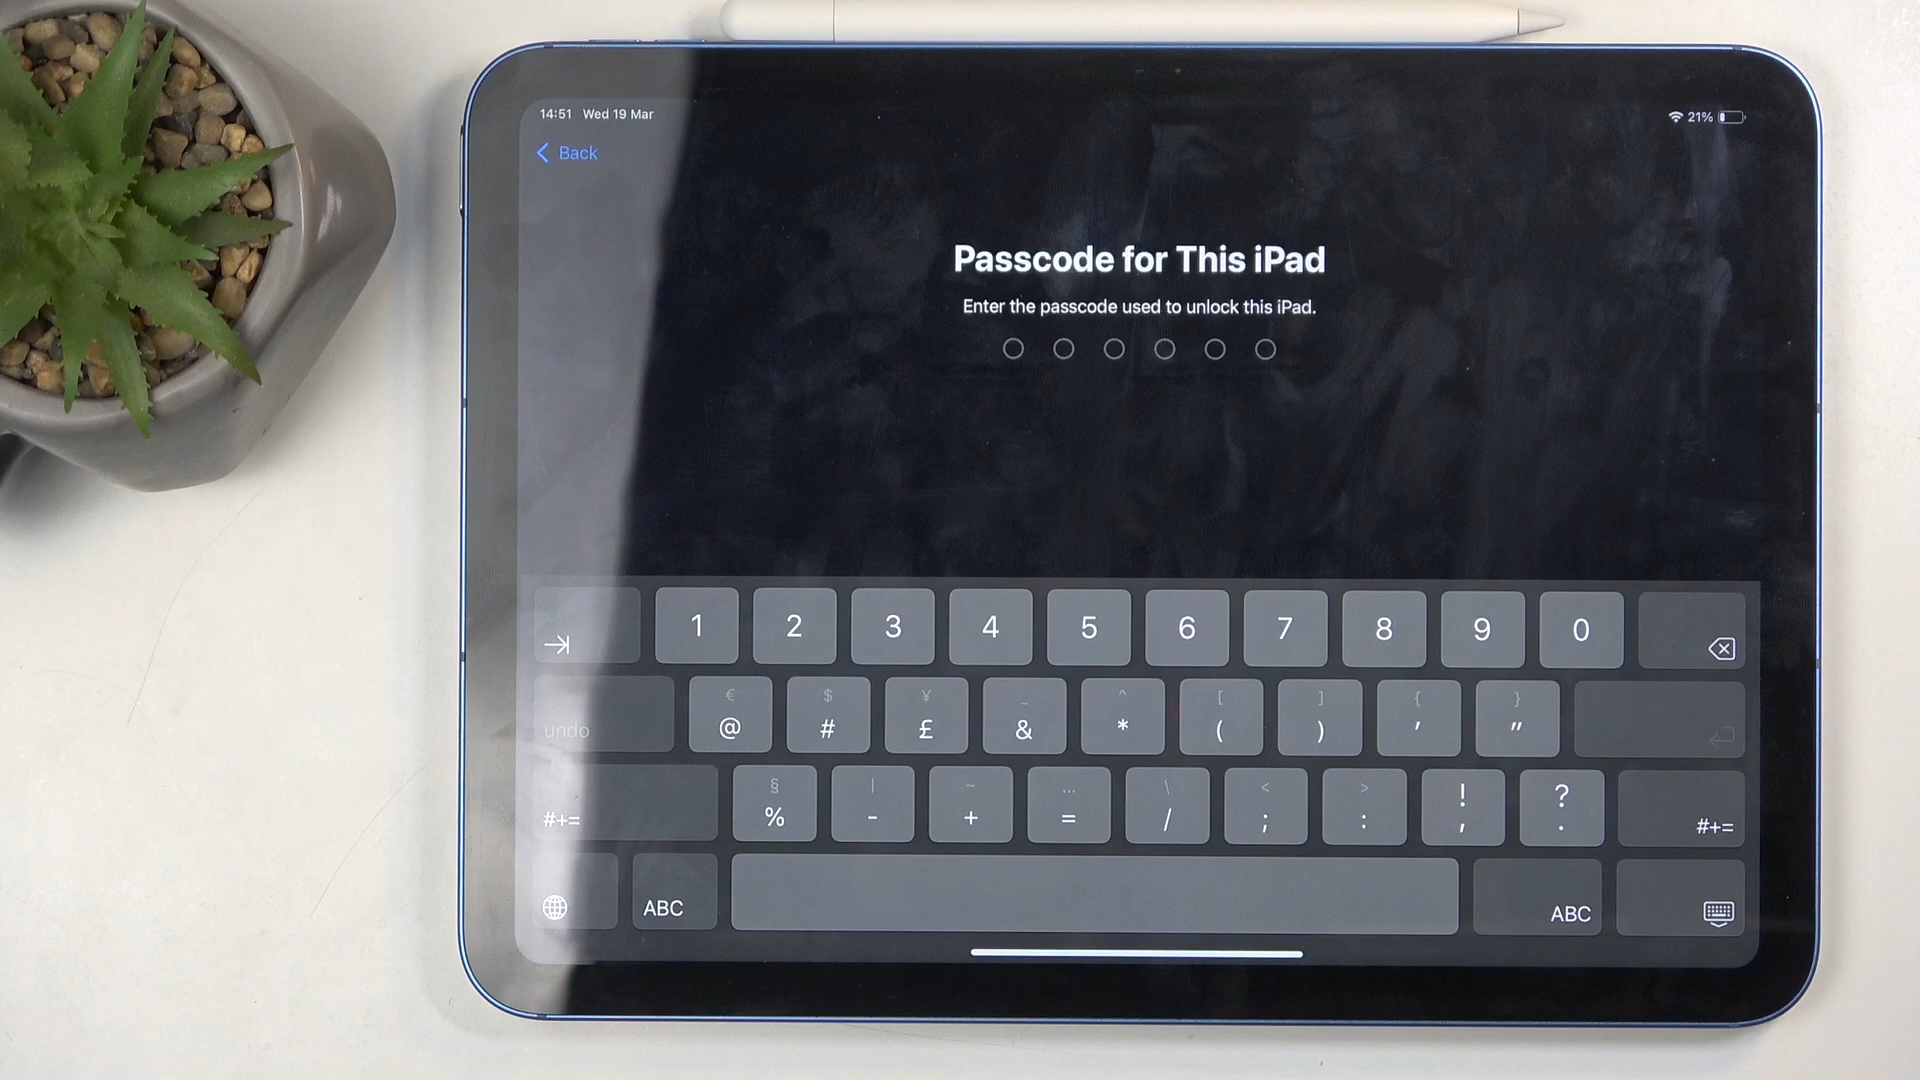 14:51 Wed 19 Mar
21%
Back
Passcode for This iPad
Enter the passcode used to unlock this iPad.
1 2 3 4 5 6 7 8 9 0
€ $ ¥ _ ^ [ ] { }
undo @ # £ & * ( ) ' "
§ | ~ … \ < > ! ?
#+= % - + = / ; : , . #+=
ABC ABC